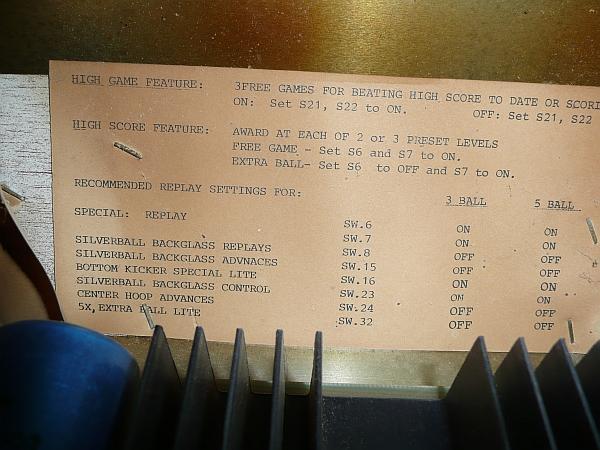 HIGH GAME FEATURE: 3FREE GAMES FOR BEATING HIGH SCORE TO DATE OR SCORI
ON: Set S21, S22 to ON. OFF: Set S21, S22
HIGH SCORE FEATURE: AWARD AT EACH OF 2 or 3 PRESET LEVELS
FREE GAME - Set S6 and S7 to ON.
EXTRA BALL- Set S6 to OFF and S7 to ON.
RECOMMENDED REPLAY SETTINGS FOR: 3 BALL 5 BALL
SPECIAL: REPLAY SW.6 ON ON
SW.7 ON ON
SILVERBALL BACKGLASS REPLAYS SW.8 OFF OFF
SILVERBALL BACKGLASS ADVNACES SW.15 OFF OFF
BOTTOM KICKER SPECIAL LITE SW.16 ON ON
SILVERBALL BACKGLASS CONTROL SW.23 ON ON
CENTER HOOP ADVANCES SW.24 OFF OFF
5X,EXTRA BALL LITE SW.32 OFF OFF